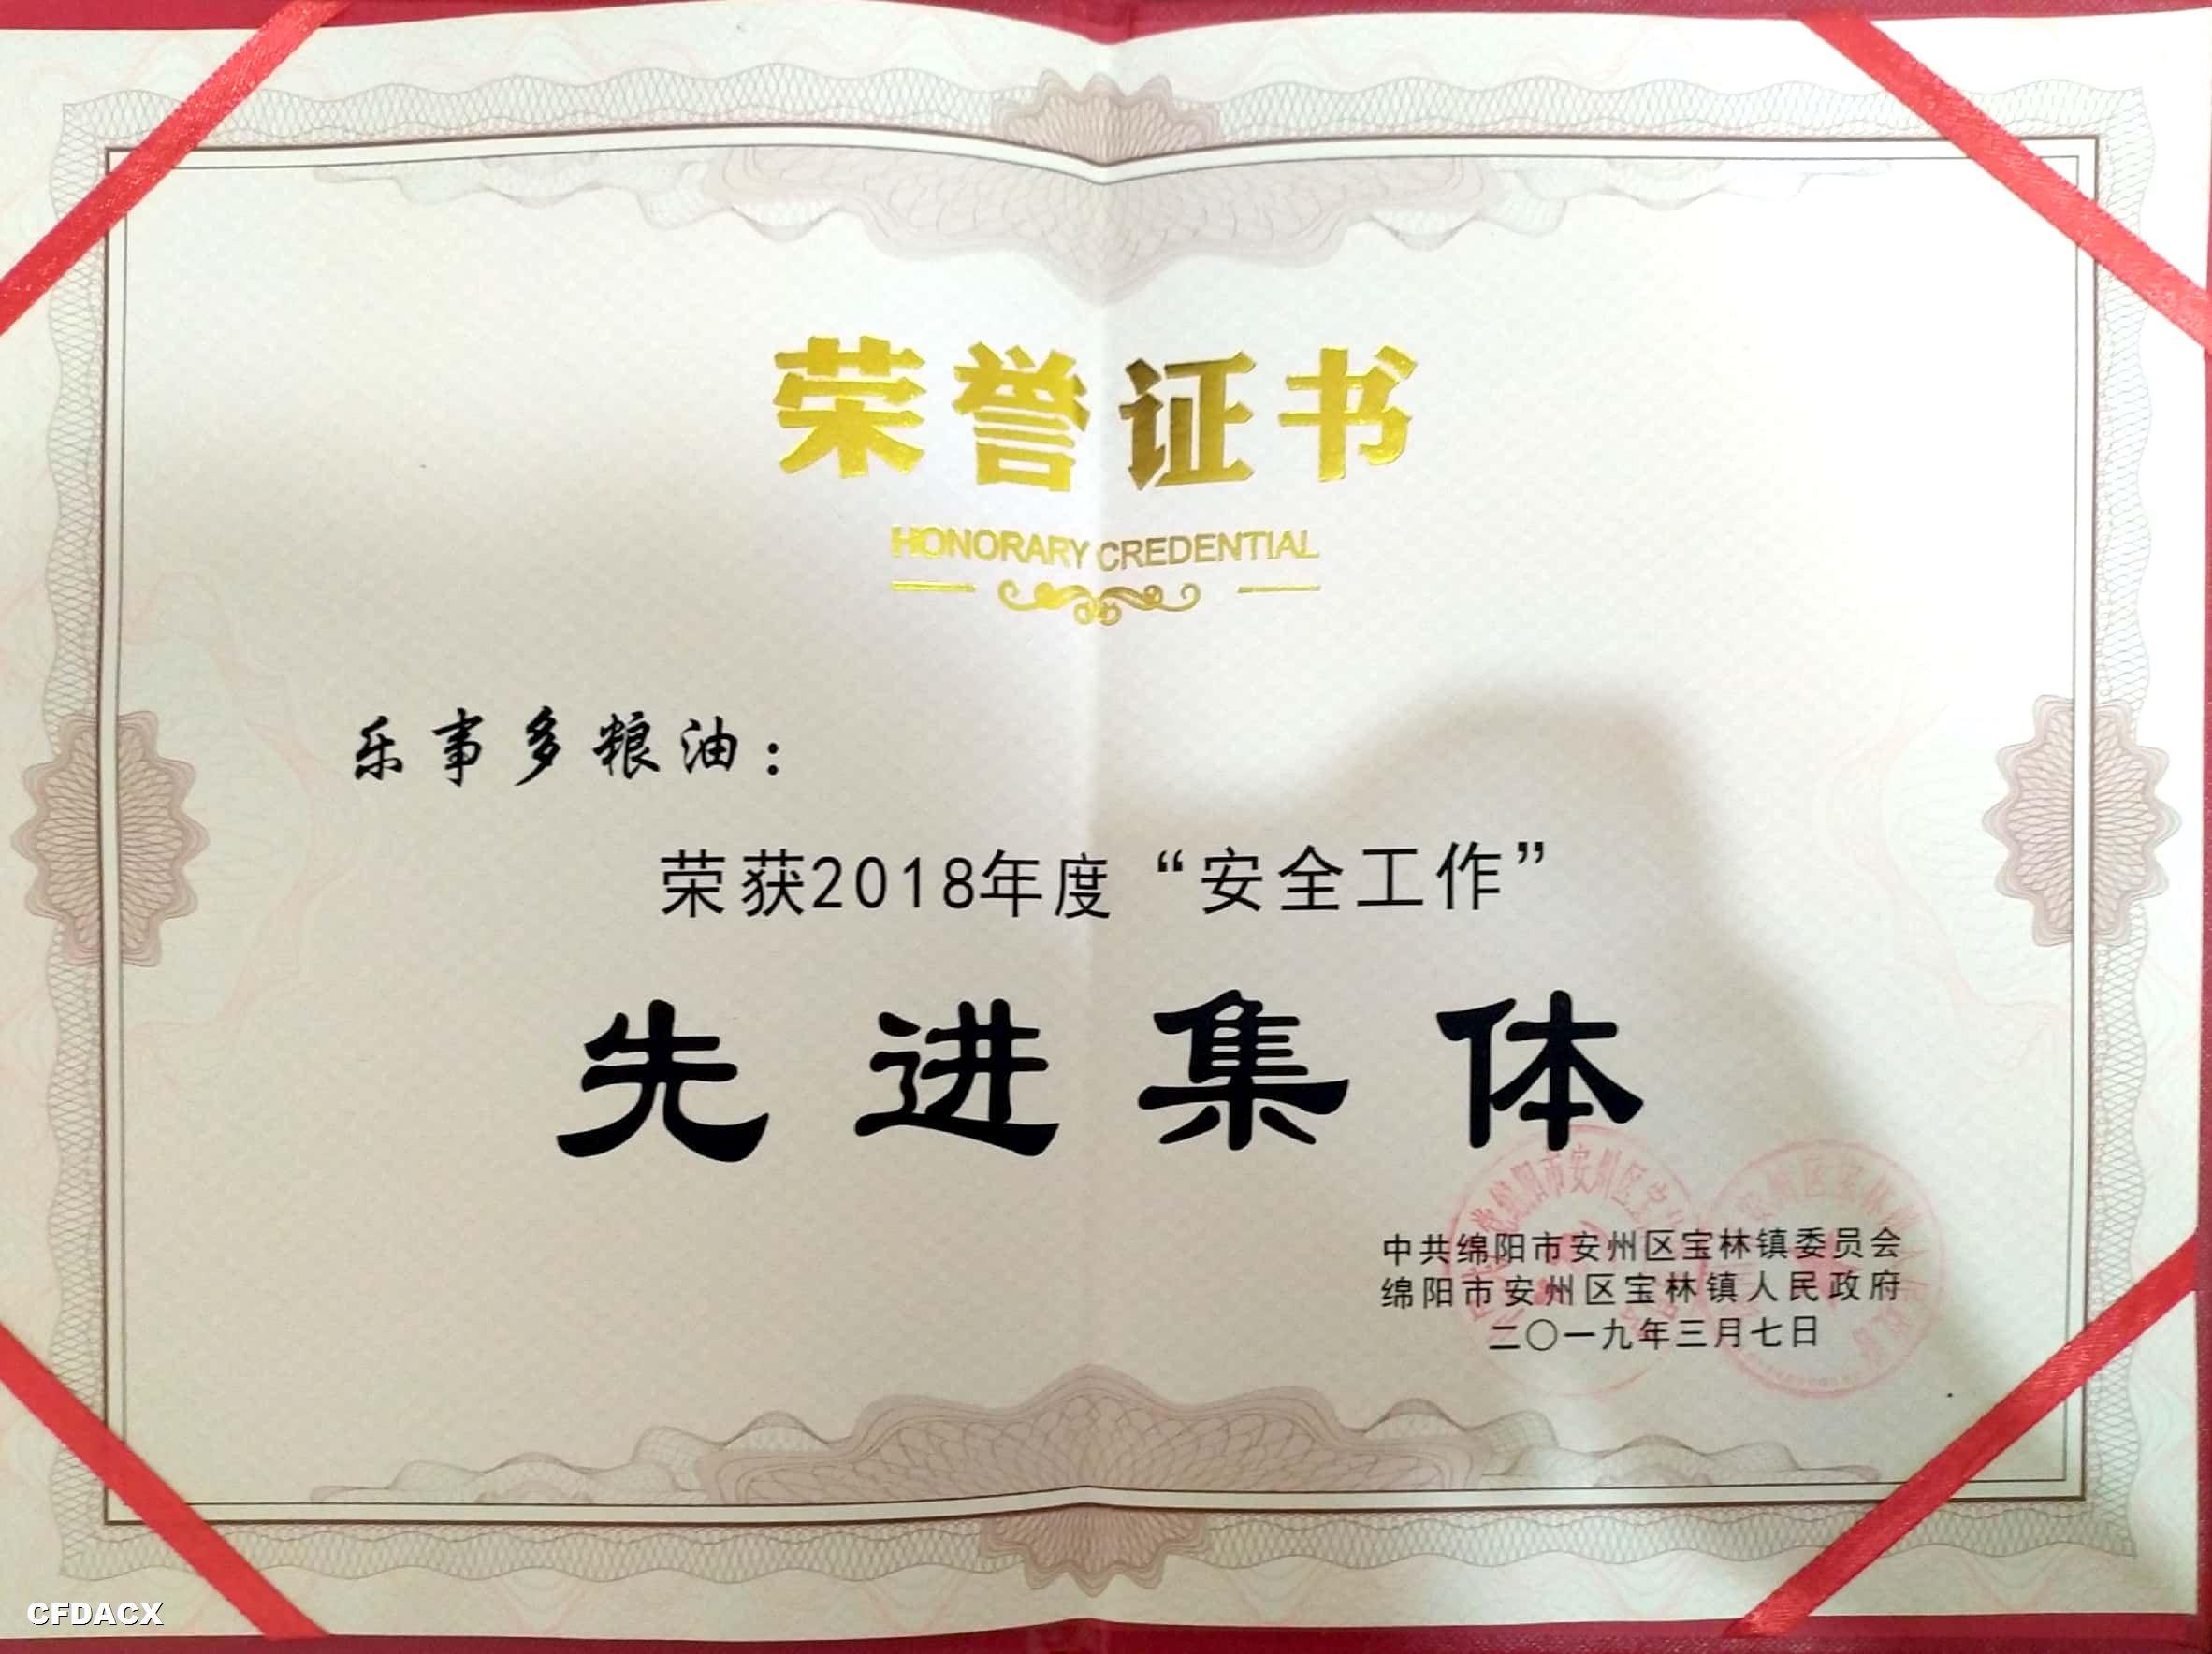 荣誉证书
HONORARY CREDENTIAL
乐事多粮油：
荣获2018年度“安全工作”
先进集体
中共绵阳市安州区宝林镇委员会
绵阳市安州区宝林镇人民政府
二〇一九年三月七日
CFDACX